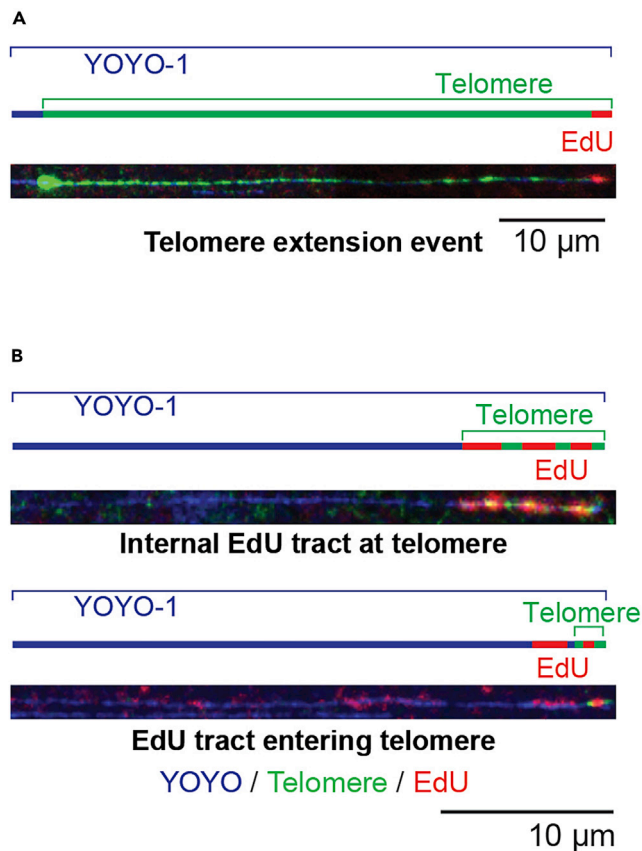 A
YOYO-1
Telomere
EdU
Telomere extension event
10 µm
B
YOYO-1
Telomere
EdU
Internal EdU tract at telomere
YOYO-1
Telomere
EdU
EdU tract entering telomere
YOYO / Telomere / EdU
10 µm